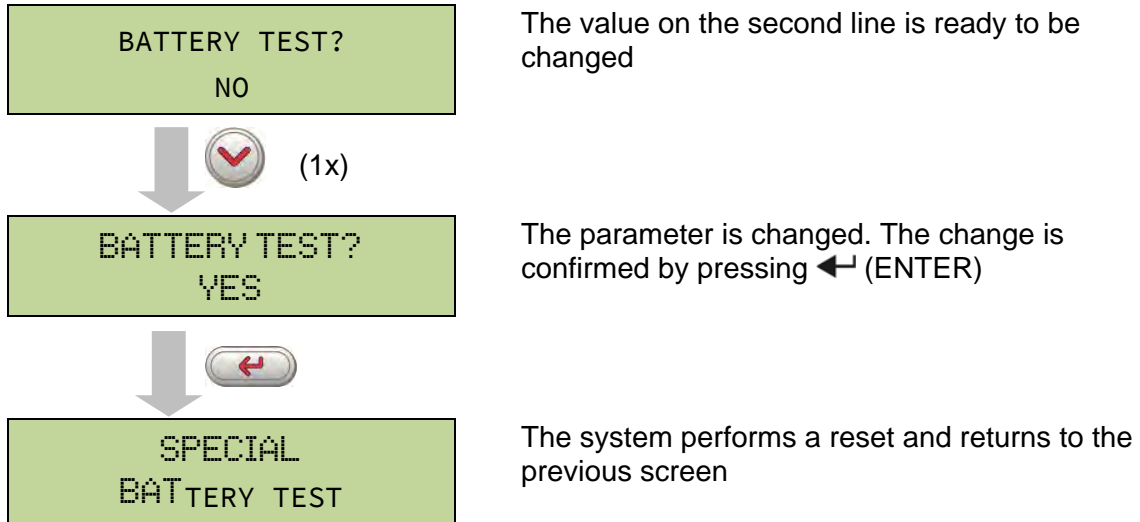 BATTERY TEST?
NO
The value on the second line is ready to be
changed
(1x)
BATTERY TEST?
YES
The parameter is changed. The change is
confirmed by pressing ↵ (ENTER)
SPECIAL
BATTERY TEST
The system performs a reset and returns to the
previous screen